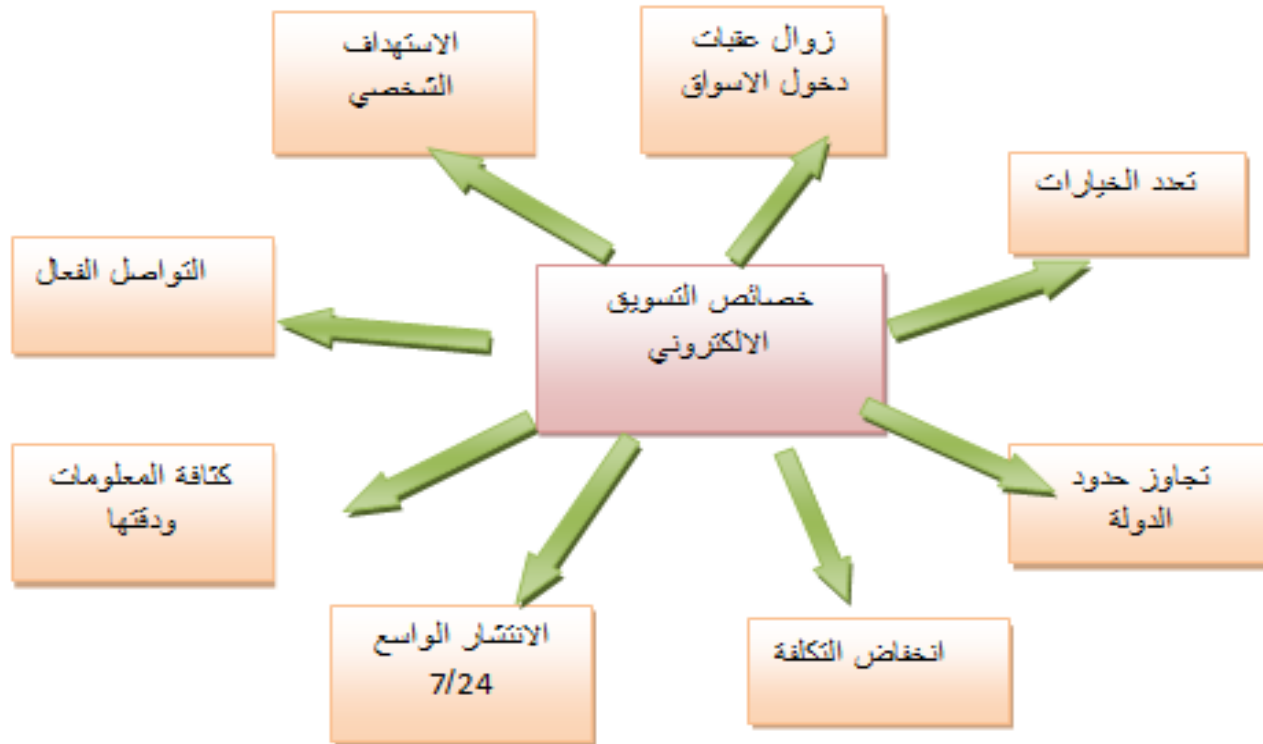 زوال عقبات
دخول الاسواق
الاستهداف
الشخصي
تعدد الخيارات
التواصل الفعال
خصائص التسويق
الالكتروني
تجاوز حدود
الدولة
كثافة المعلومات
ودقتها
انخفاض التكلفة
الانتشار الواسع
7/24